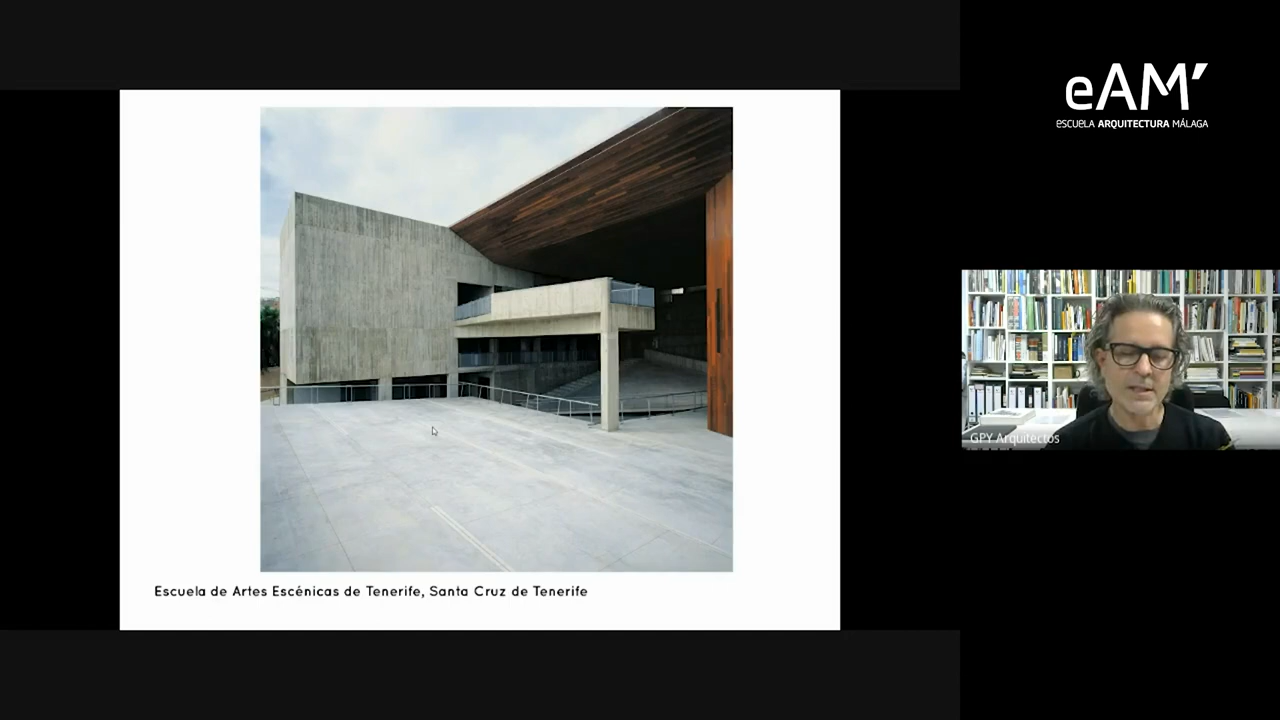 eAM'
ESCUELA ARQUITECTURA MÁLAGA
GPY Arquitectos
Escuela de Artes Escénicas de Tenerife, Santa Cruz de Tenerife